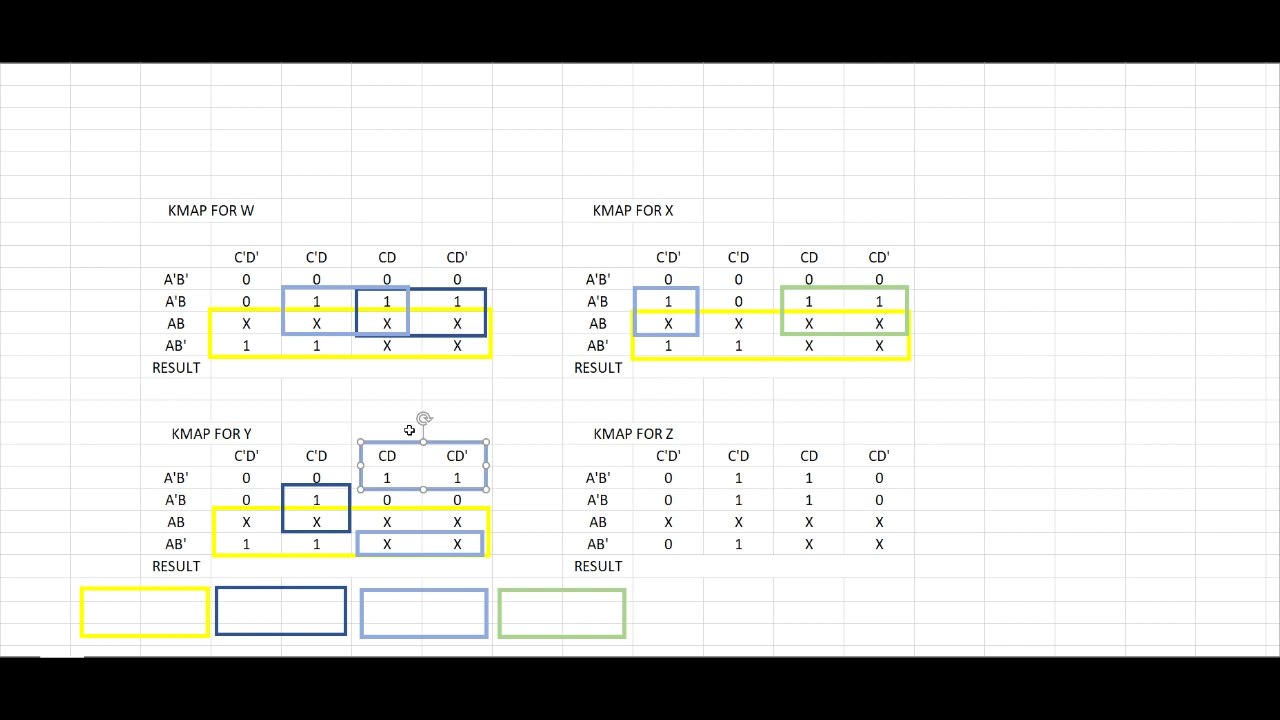 KMAP FOR W
C'D' C'D CD CD'
A'B' 0 0 0 0
A'B 0 1 1 1
AB X X X X
AB' 1 1 X X
RESULT
KMAP FOR X
C'D' C'D CD CD'
A'B' 0 0 0 0
A'B 1 0 1 1
AB X X X X
AB' 1 1 X X
RESULT
KMAP FOR Y
C'D' C'D CD CD'
A'B' 0 0 1 1
A'B 0 1 0 0
AB X X X X
AB' 1 1 X X
RESULT
KMAP FOR Z
C'D' C'D CD CD'
A'B' 0 1 1 0
A'B 0 1 1 0
AB X X X X
AB' 0 1 X X
RESULT